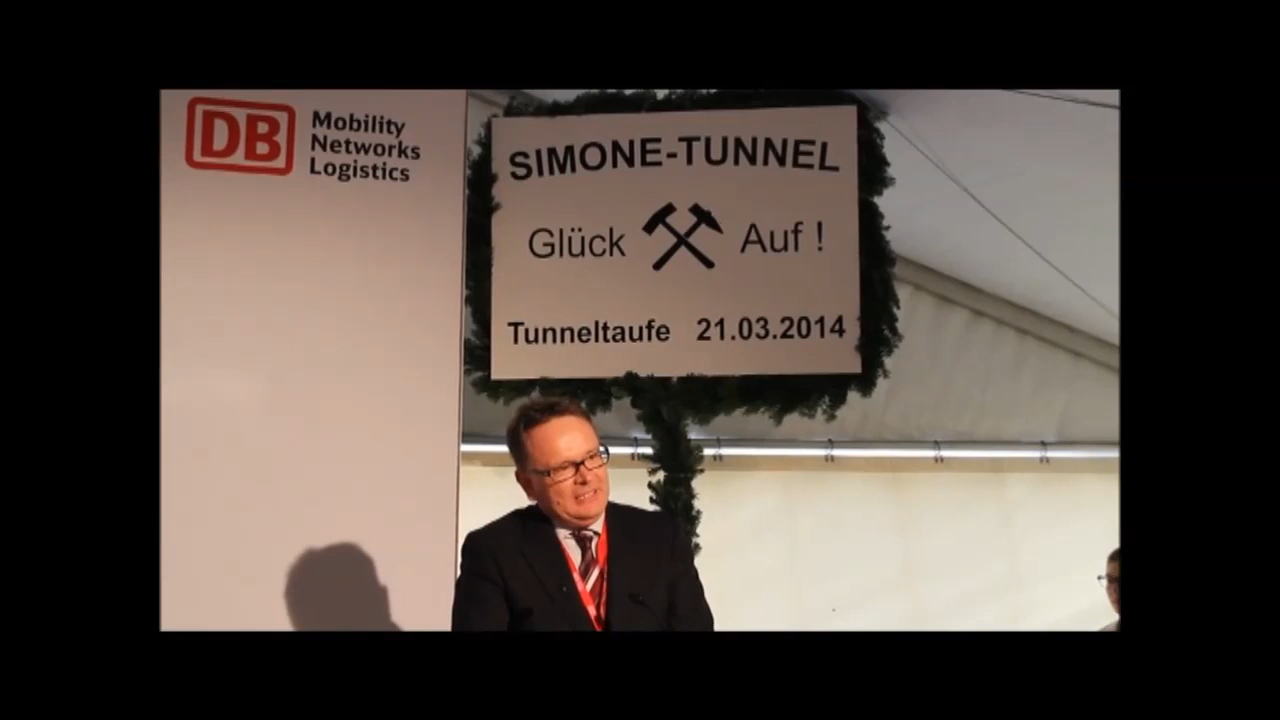 DB
Mobility
Networks
Logistics
SIMONE-TUNNEL
Glück Auf !
Tunneltaufe 21.03.2014